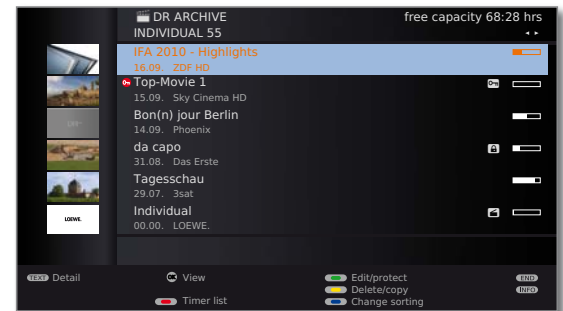 DR ARCHIVE free capacity 68:28 hrs
INDIVIDUAL 55
IFA 2010 - Highlights
16.09. ZDF HD
Top-Movie 1
15.09. Sky Cinema HD
Bon(n) jour Berlin
14.09. Phoenix
da capo
31.08. Das Erste
Tagesschau
29.07. 3sat
Individual
00.00. LOEWE.
LOEWE.
TEXT Detail OK View Edit/protect END
Delete/copy INFO
Timer list Change sorting